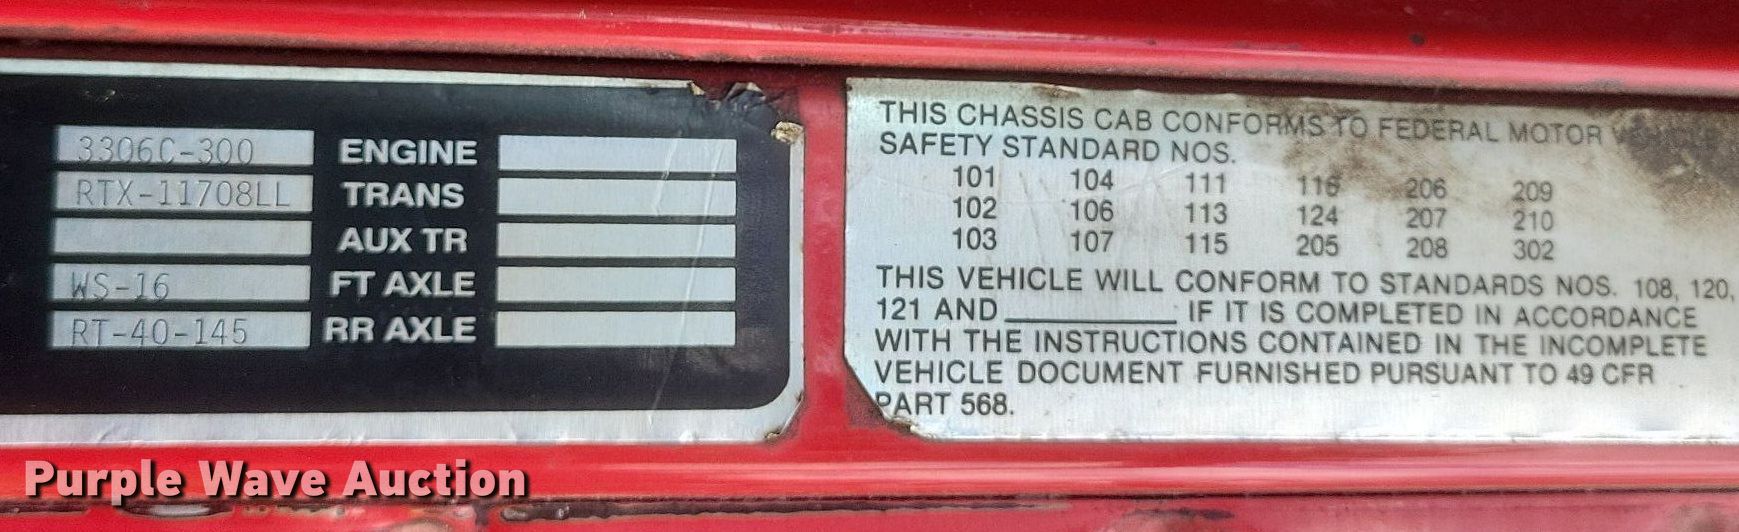 3306C-300 ENGINE
RTX-11708LL TRANS
AUX TR
WS-16 FT AXLE
RT-40-145 RR AXLE
THIS CHASSIS CAB CONFORMS TO FEDERAL MOTOR VEHICLE
SAFETY STANDARD NOS.
101 104 111 116 206 209
102 106 113 124 207 210
103 107 115 205 208 302
THIS VEHICLE WILL CONFORM TO STANDARDS NOS. 108, 120,
121 AND __________ IF IT IS COMPLETED IN ACCORDANCE
WITH THE INSTRUCTIONS CONTAINED IN THE INCOMPLETE
VEHICLE DOCUMENT FURNISHED PURSUANT TO 49 CFR
PART 568.
Purple Wave Auction